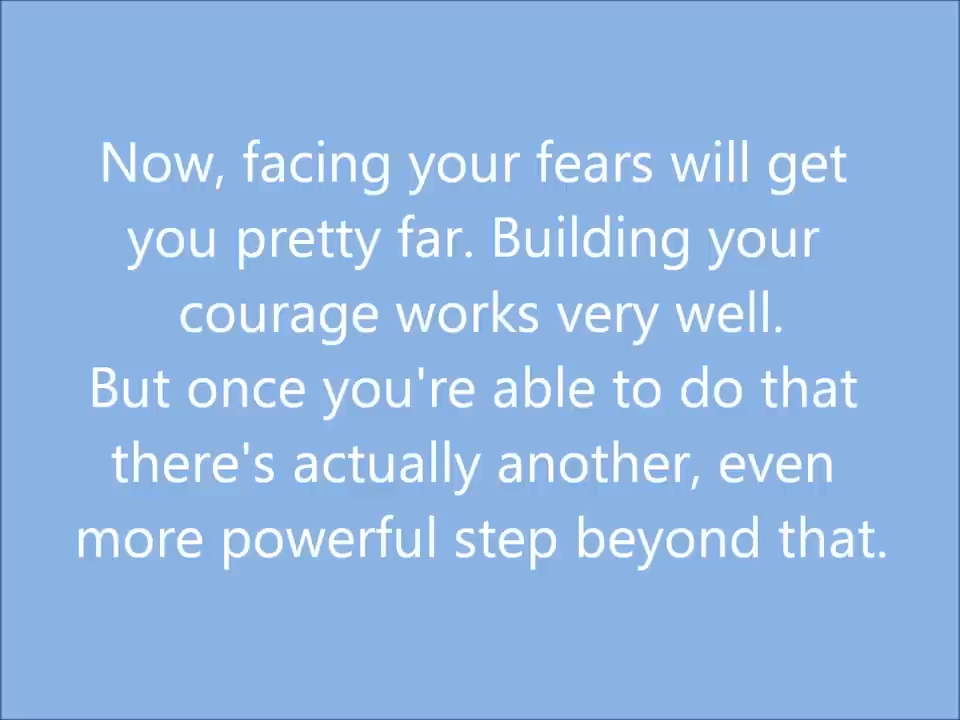 Now, facing your fears will get
you pretty far. Building your
courage works very well.
But once you're able to do that
there's actually another, even
more powerful step beyond that.